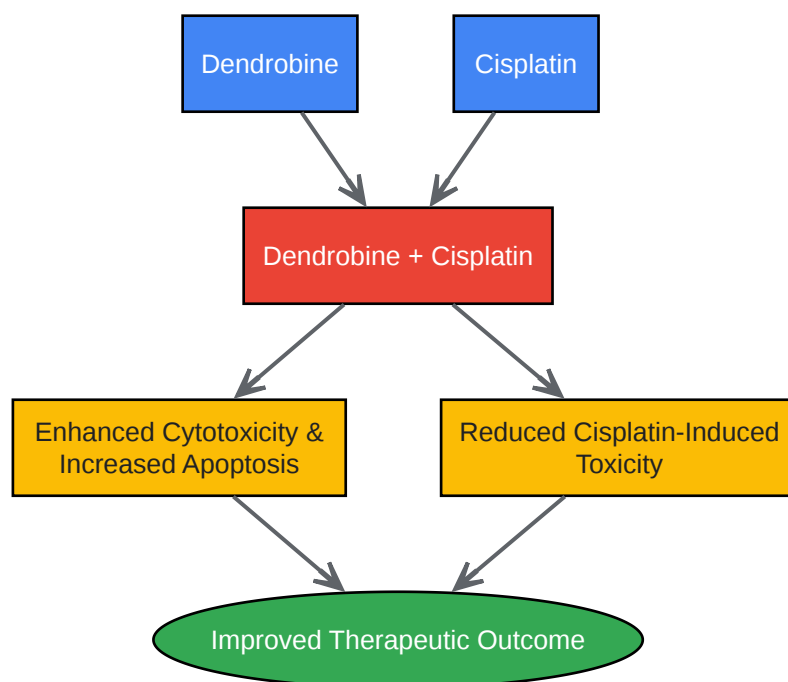 Dendrobine
Cisplatin
Dendrobine + Cisplatin
Enhanced Cytotoxicity &
Increased Apoptosis
Reduced Cisplatin-Induced
Toxicity
Improved Therapeutic Outcome